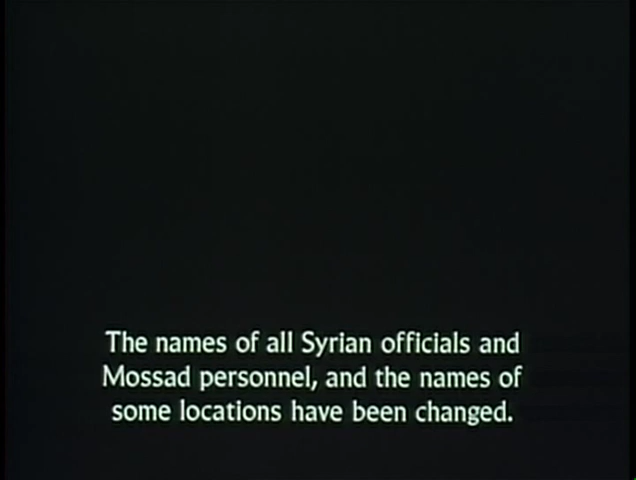 The names of all Syrian officials and
Mossad personnel, and the names of
some locations have been changed.